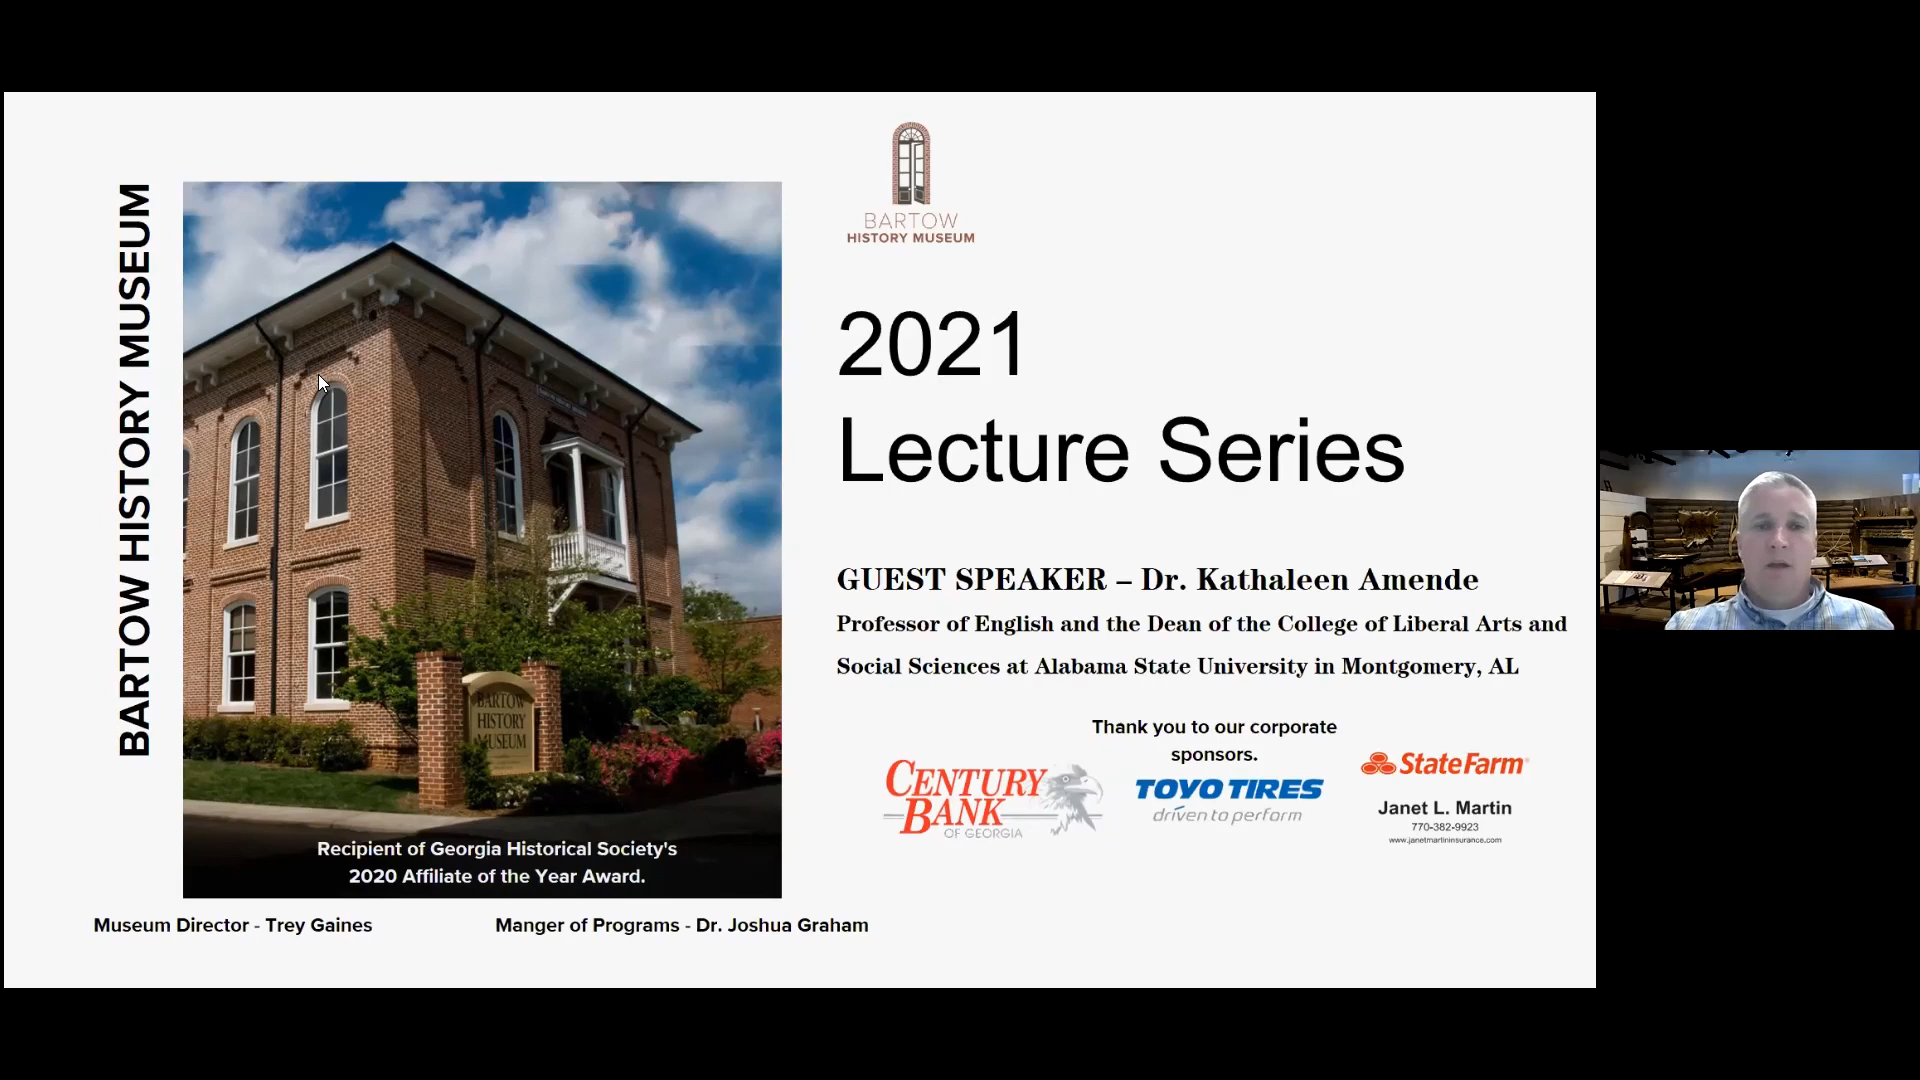 BARTOW HISTORY MUSEUM
BARTOW
HISTORY MUSEUM
2021
Lecture Series
GUEST SPEAKER – Dr. Kathaleen Amende
Professor of English and the Dean of the College of Liberal Arts and
Social Sciences at Alabama State University in Montgomery, AL
Thank you to our corporate
sponsors.
CENTURY
BANK
OF GEORGIA
TOYO TIRES
driven to perform
StateFarm
Janet L. Martin
770-382-9923
www.janetmartininsurance.com
BARTOW
HISTORY
MUSEUM
Recipient of Georgia Historical Society's
2020 Affiliate of the Year Award.
Museum Director - Trey Gaines
Manger of Programs - Dr. Joshua Graham